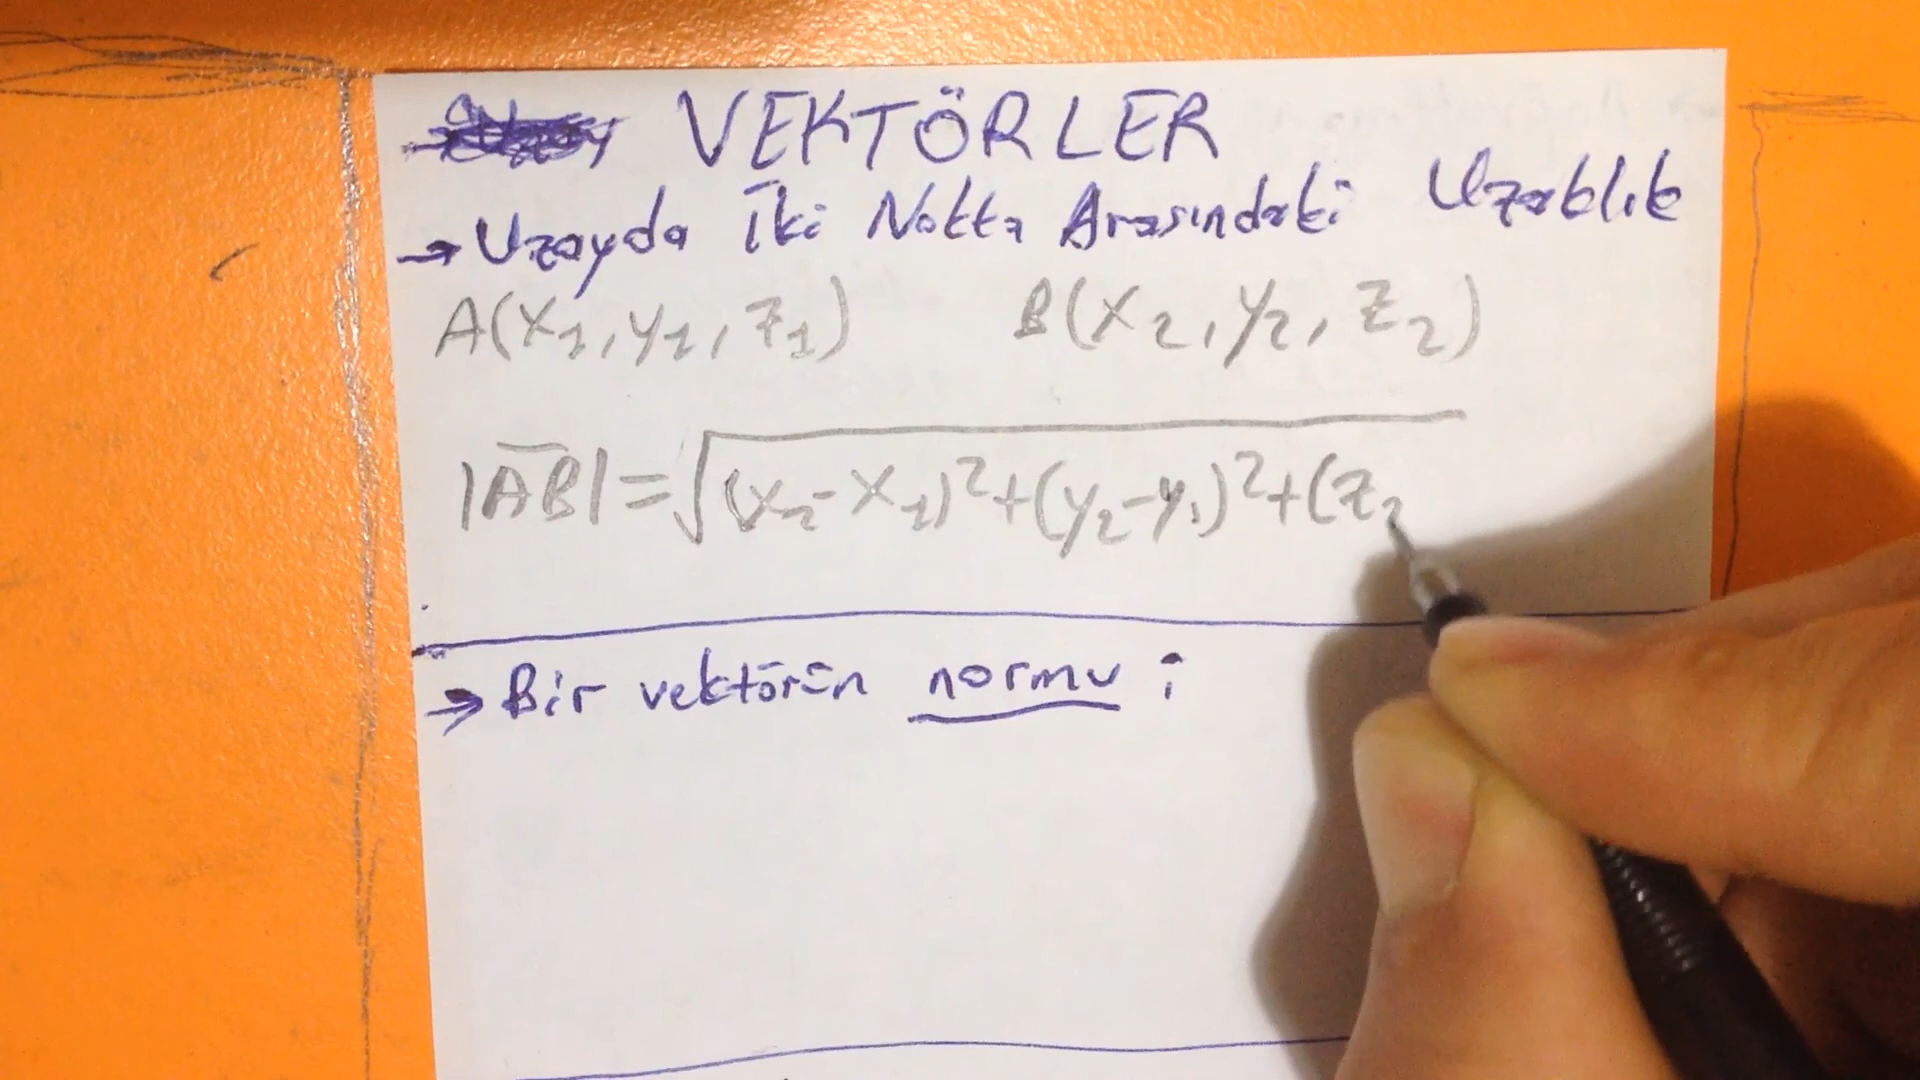 VEKTÖRLER
→ Uzayda İki Nokta Arasındaki Uzaklık
A(x₁,y₁,z₁) B(x₂,y₂,z₂)
|AB|=√(x₂-x₁)²+(y₂-y₁)²+(z₂
→ Bir vektörün normu :